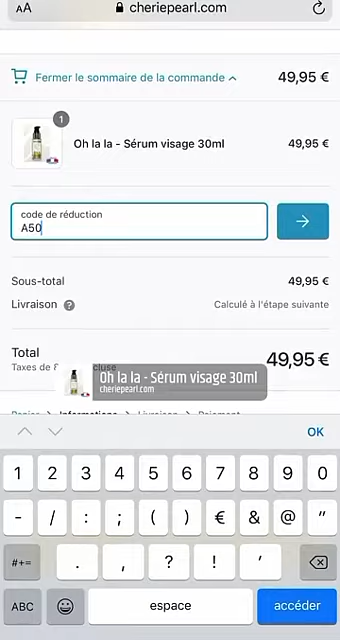 AA
cheriepearl.com
Fermer le sommaire de la commande
49,95 €
1
Oh la la - Sérum visage 30ml
49,95 €
code de réduction
A50
Sous-total
49,95 €
Livraison ?
Calculé à l'étape suivante
Total
49,95 €
Taxes de
Oh la la - Sérum visage 30ml
cheriepearl.com
Informations
Livraison
Paiement
OK
1 2 3 4 5 6 7 8 9 0
- / : ; ( ) € & @ "
#+= . , ? ! '
ABC espace accéder